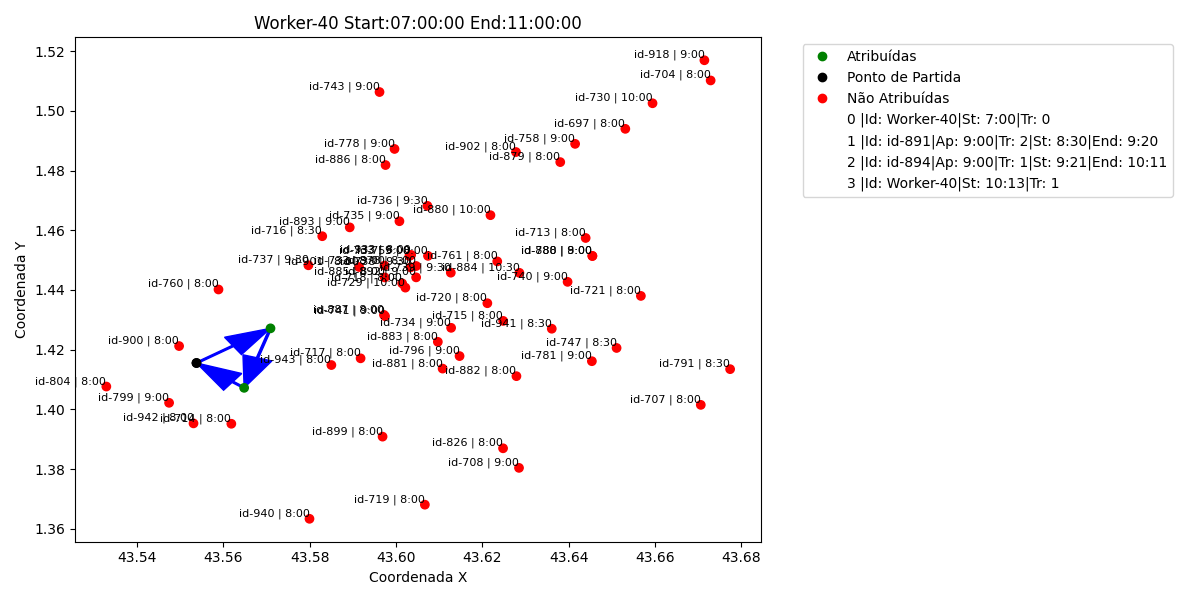 Worker-40 Start:07:00:00 End:11:00:00
Coordenada Y
1.52
1.50
1.48
1.46
1.44
1.42
1.40
1.38
1.36
id-918 | 9:00
id-704 | 8:00
id-743 | 9:00
id-730 | 10:00
id-697 | 8:00
id-758 | 9:00
id-778 | 9:00
id-902 | 8:00
id-879 | 8:00
id-886 | 8:00
id-736 | 9:30
id-880 | 10:00
id-735 | 9:00
id-893 | 9:00
id-716 | 8:30
id-713 | 8:00
id-737 | 9:30
id-761 | 8:00
id-884 | 10:30
id-740 | 9:00
id-729 | 10:00
id-760 | 8:00
id-721 | 8:00
id-720 | 8:00
id-741 | 8:00
id-715 | 8:00
id-734 | 9:00
id-941 | 8:30
id-883 | 8:00
id-900 | 8:00
id-747 | 8:30
id-717 | 8:00
id-796 | 9:00
id-943 | 8:00
id-781 | 9:00
id-881 | 8:00
id-791 | 8:30
id-882 | 8:00
id-804 | 8:00
id-799 | 9:00
id-707 | 8:00
id-942 | 8:00
id-714 | 8:00
id-899 | 8:00
id-826 | 8:00
id-708 | 9:00
id-719 | 8:00
id-940 | 8:00
43.54 43.56 43.58 43.60 43.62 43.64 43.66 43.68
Coordenada X
Atribuídas
Ponto de Partida
Não Atribuídas
0 |Id: Worker-40|St: 7:00|Tr: 0
1 |Id: id-891|Ap: 9:00|Tr: 2|St: 8:30|End: 9:20
2 |Id: id-894|Ap: 9:00|Tr: 1|St: 9:21|End: 10:11
3 |Id: Worker-40|St: 10:13|Tr: 1